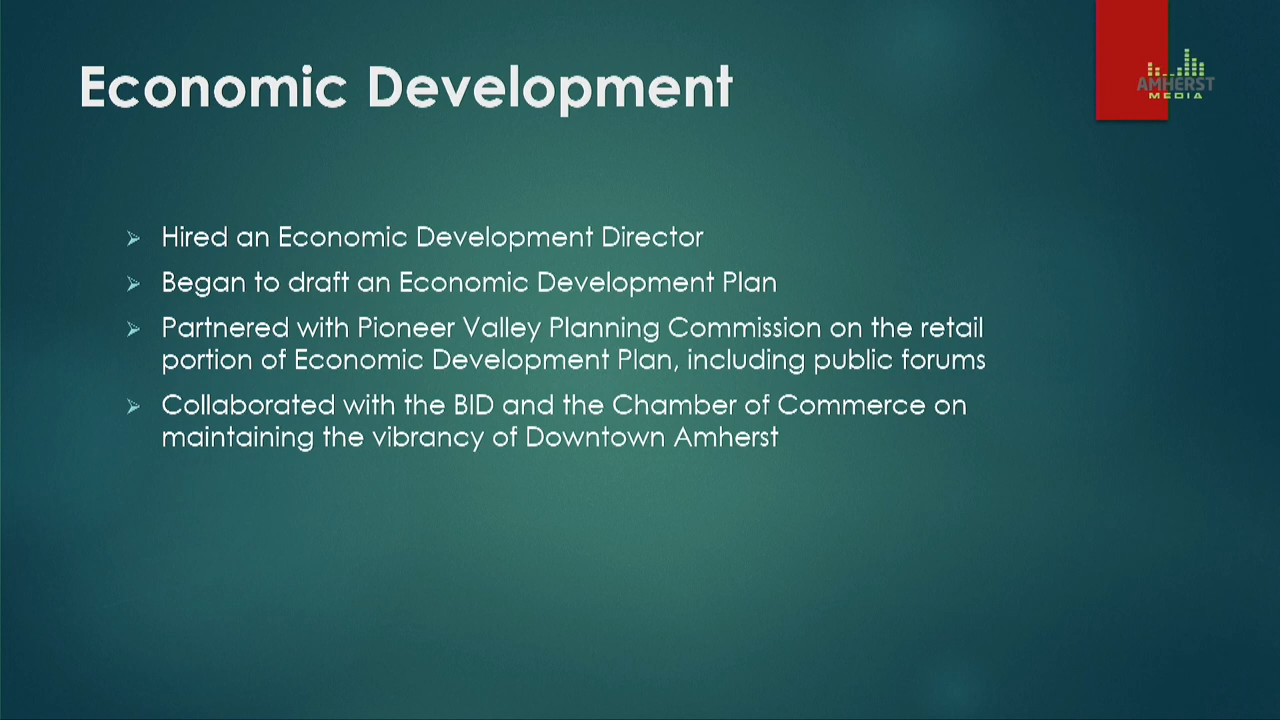 Economic Development
AMHERST
MEDIA
Hired an Economic Development Director
Began to draft an Economic Development Plan
Partnered with Pioneer Valley Planning Commission on the retail
portion of Economic Development Plan, including public forums
Collaborated with the BID and the Chamber of Commerce on
maintaining the vibrancy of Downtown Amherst